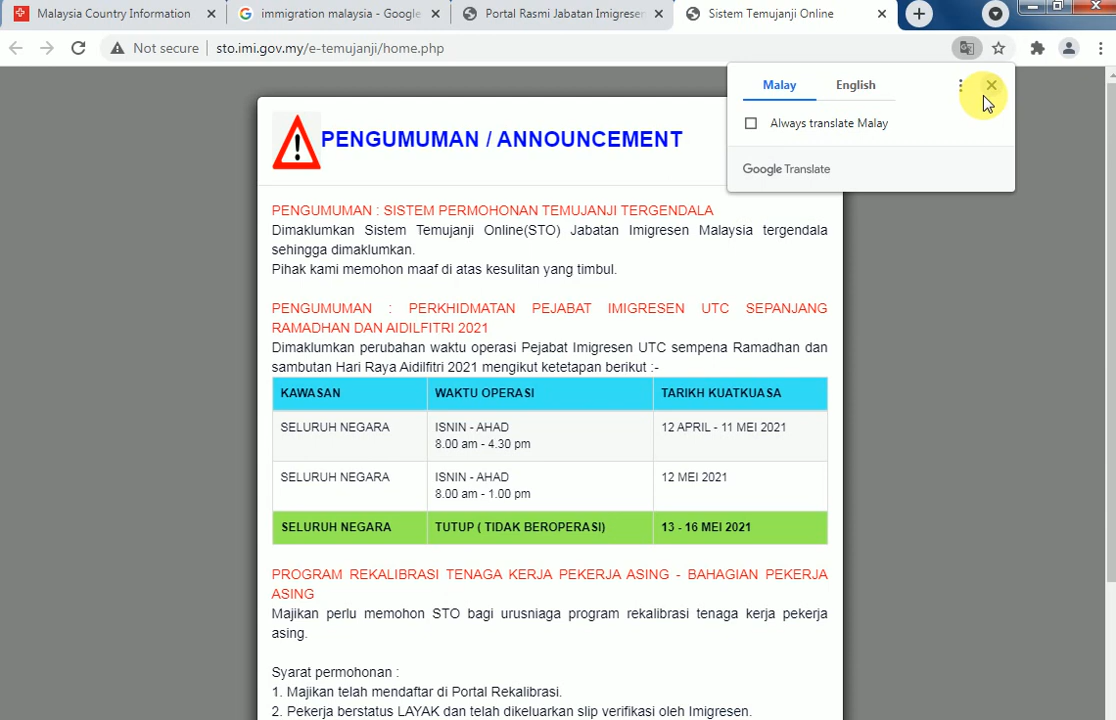 Malaysia Country Information
immigration malaysia - Google
Portal Rasmi Jabatan Imigresen
Sistem Temujanji Online
Not secure
sto.imi.gov.my/e-temujanji/home.php
Malay
English
Always translate Malay
Google Translate
PENGUMUMAN / ANNOUNCEMENT
PENGUMUMAN : SISTEM PERMOHONAN TEMUJANJI TERGENDALA
Dimaklumkan Sistem Temujanji Online(STO) Jabatan Imigresen Malaysia tergendala
sehingga dimaklumkan.
Pihak kami memohon maaf di atas kesulitan yang timbul.
PENGUMUMAN : PERKHIDMATAN PEJABAT IMIGRESEN UTC SEPANJANG
RAMADHAN DAN AIDILFITRI 2021
Dimaklumkan perubahan waktu operasi Pejabat Imigresen UTC sempena Ramadhan dan
sambutan Hari Raya Aidilfitri 2021 mengikut ketetapan berikut :-
KAWASAN WAKTU OPERASI TARIKH KUATKUASA
SELURUH NEGARA ISNIN - AHAD 12 APRIL - 11 MEI 2021
8.00 am - 4.30 pm
SELURUH NEGARA ISNIN - AHAD 12 MEI 2021
8.00 am - 1.00 pm
SELURUH NEGARA TUTUP ( TIDAK BEROPERASI) 13 - 16 MEI 2021
PROGRAM REKALIBRASI TENAGA KERJA PEKERJA ASING - BAHAGIAN PEKERJA
ASING
Majikan perlu memohon STO bagi urusniaga program rekalibrasi tenaga kerja pekerja
asing.
Syarat permohonan :
1. Majikan telah mendaftar di Portal Rekalibrasi.
2. Pekerja berstatus LAYAK dan telah dikeluarkan slip verifikasi oleh Imigresen.